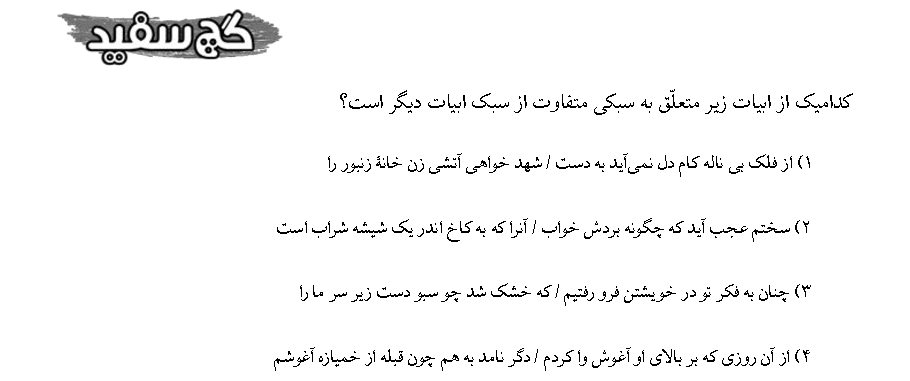 گچ سفید
کدامیک از ابیات زیر متعلّق به سبکی متفاوت از سبک ابیات دیگر است؟
۱) از فلک بی ناله کام دل نمی‌آید به دست / شهد خواهی آتشی زن خانهٔ زنبور را
۲) سختم عجب آید که چگونه بردش خواب / آنرا که به کاخ اندر یک شیشه شراب است
۳) چنان به فکر تو در خویشتن فرو رفتیم / که خشک شد چو سبو دست زیر سر ما را
۴) از آن روزی که بر بالای او آغوش وا کردم / دگر نامد به هم چون قبله از خمیازه آغوشم